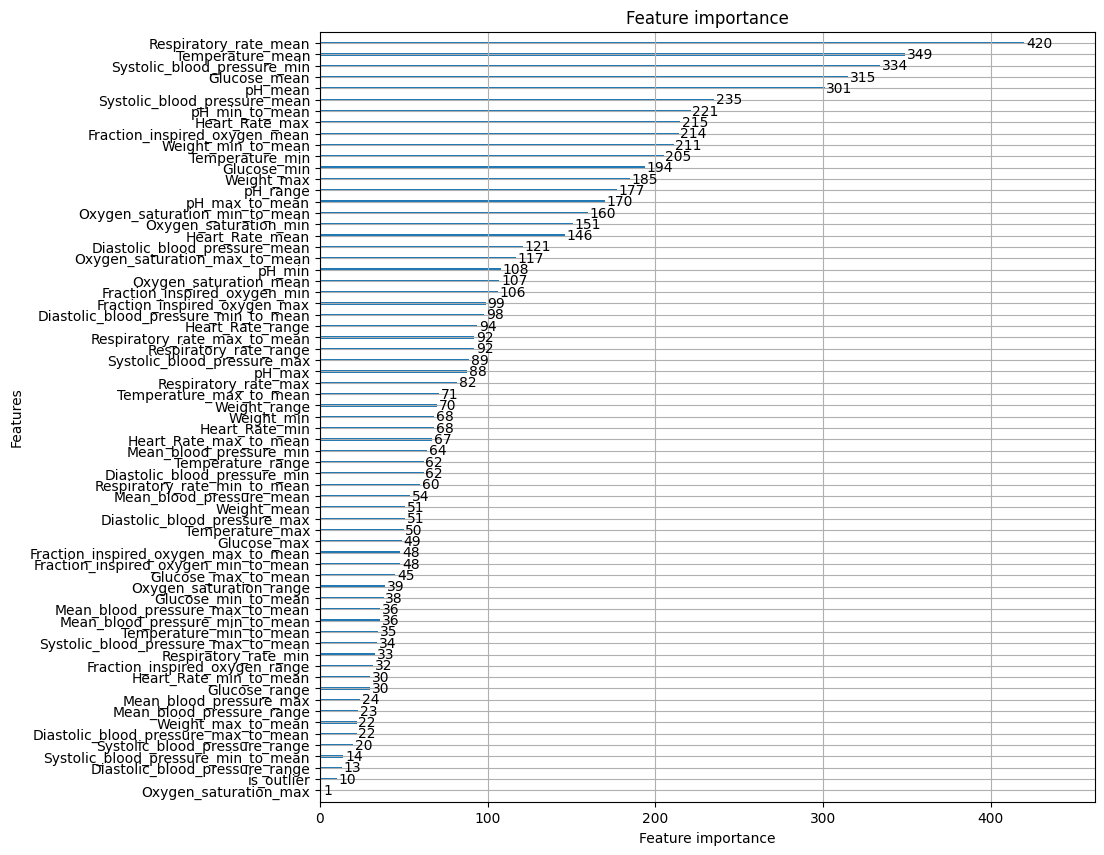 Feature importance
Respiratory_rate_mean 420
Temperature_mean 349
Systolic_blood_pressure_min 334
Glucose_mean 315
pH_mean 301
Systolic_blood_pressure_mean 235
pH_min_to_mean 221
Heart_Rate_max 215
Fraction_inspired_oxygen_mean 214
Weight_min_to_mean 211
Temperature_min 205
Glucose_min 194
Weight_max 185
pH_range 177
pH_max_to_mean 170
Oxygen_saturation_min_to_mean 160
Oxygen_saturation_min 151
Heart_Rate_mean 146
Diastolic_blood_pressure_mean 121
Oxygen_saturation_max_to_mean 117
pH_min 108
Oxygen_saturation_mean 107
Fraction_inspired_oxygen_min 106
Fraction_inspired_oxygen_max 99
Diastolic_blood_pressure_min_to_mean 98
Heart_Rate_range 94
Respiratory_rate_max_to_mean 92
Respiratory_rate_range 92
Systolic_blood_pressure_max 89
pH_max 88
Respiratory_rate_max 82
Temperature_max_to_mean 71
Weight_range 70
Weight_min 68
Heart_Rate_min 68
Heart_Rate_max_to_mean 67
Mean_blood_pressure_min 64
Temperature_range 62
Diastolic_blood_pressure_min 62
Respiratory_rate_min_to_mean 60
Mean_blood_pressure_mean 54
Weight_mean 51
Diastolic_blood_pressure_max 51
Temperature_max 50
Glucose_max 49
Fraction_inspired_oxygen_max_to_mean 48
Fraction_inspired_oxygen_min_to_mean 48
Glucose_max_to_mean 45
Oxygen_saturation_range 39
Glucose_min_to_mean 38
Mean_blood_pressure_max_to_mean 36
Mean_blood_pressure_min_to_mean 36
Temperature_min_to_mean 35
Systolic_blood_pressure_max_to_mean 34
Respiratory_rate_min 33
Fraction_inspired_oxygen_range 32
Heart_Rate_min_to_mean 30
Glucose_range 30
Mean_blood_pressure_max 24
Mean_blood_pressure_range 23
Weight_max_to_mean 22
Diastolic_blood_pressure_max_to_mean 22
Systolic_blood_pressure_range 20
Systolic_blood_pressure_min_to_mean 14
Diastolic_blood_pressure_range 13
is_outlier 10
Oxygen_saturation_max 1
Features
0 100 200 300 400
Feature importance